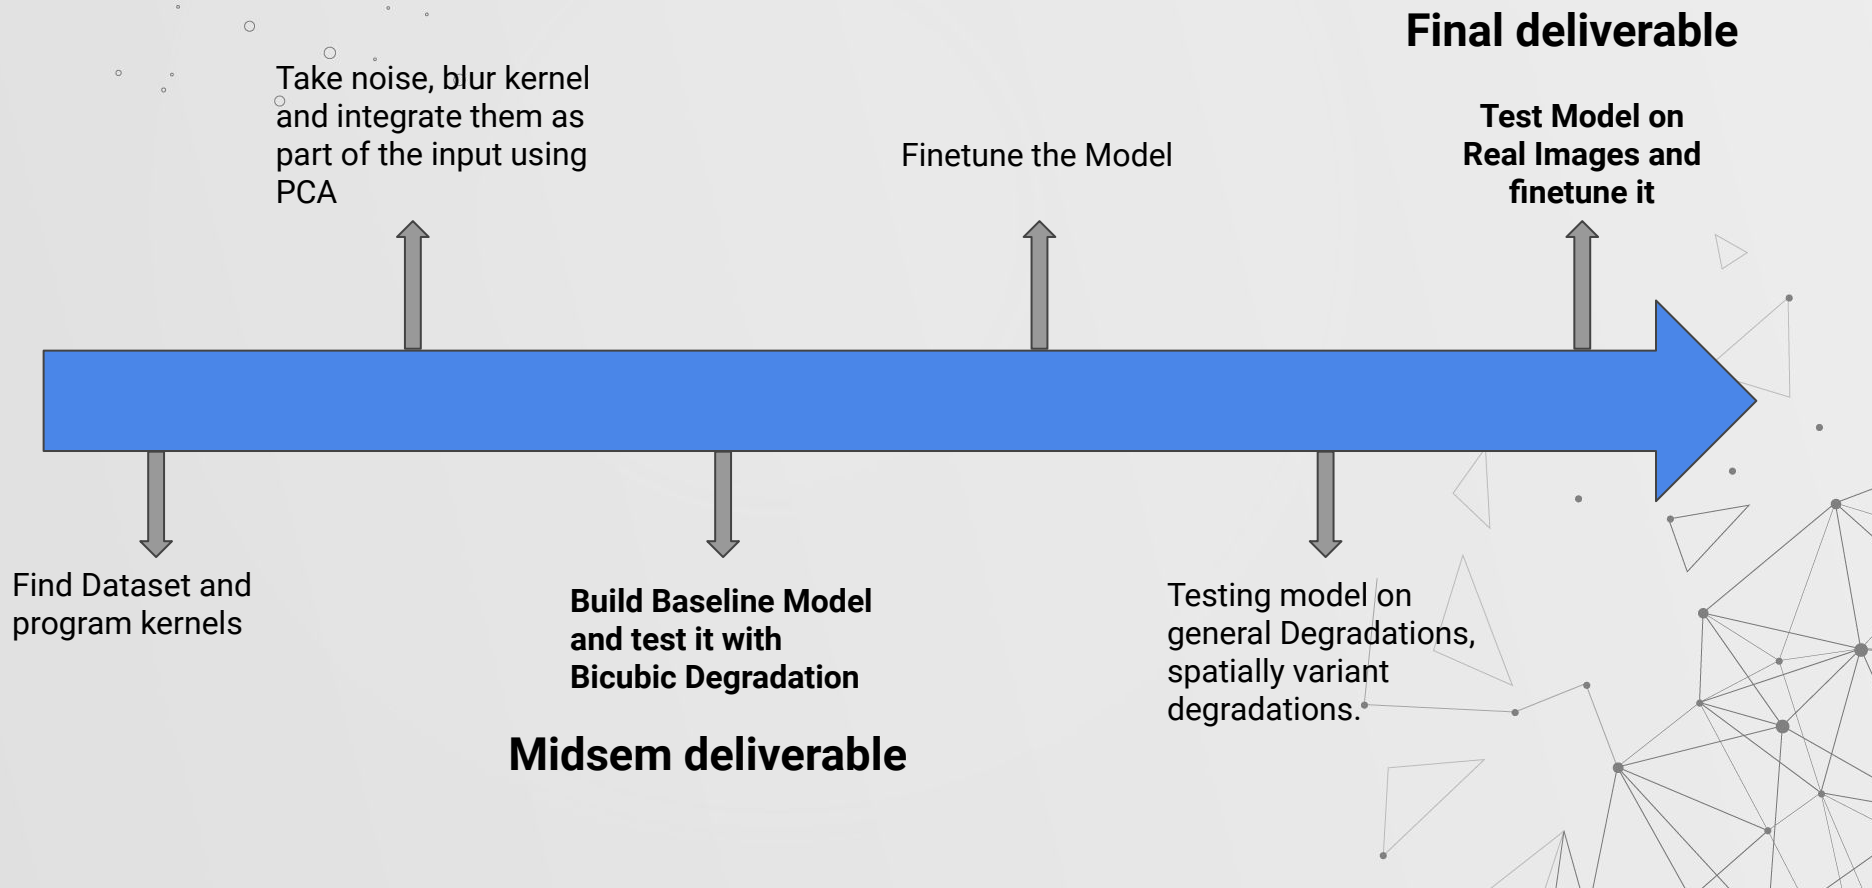 Final deliverable
Take noise, blur kernel
and integrate them as
part of the input using
PCA
Finetune the Model
Test Model on
Real Images and
finetune it
Find Dataset and
program kernels
Build Baseline Model
and test it with
Bicubic Degradation
Midsem deliverable
Testing model on
general Degradations,
spatially variant
degradations.